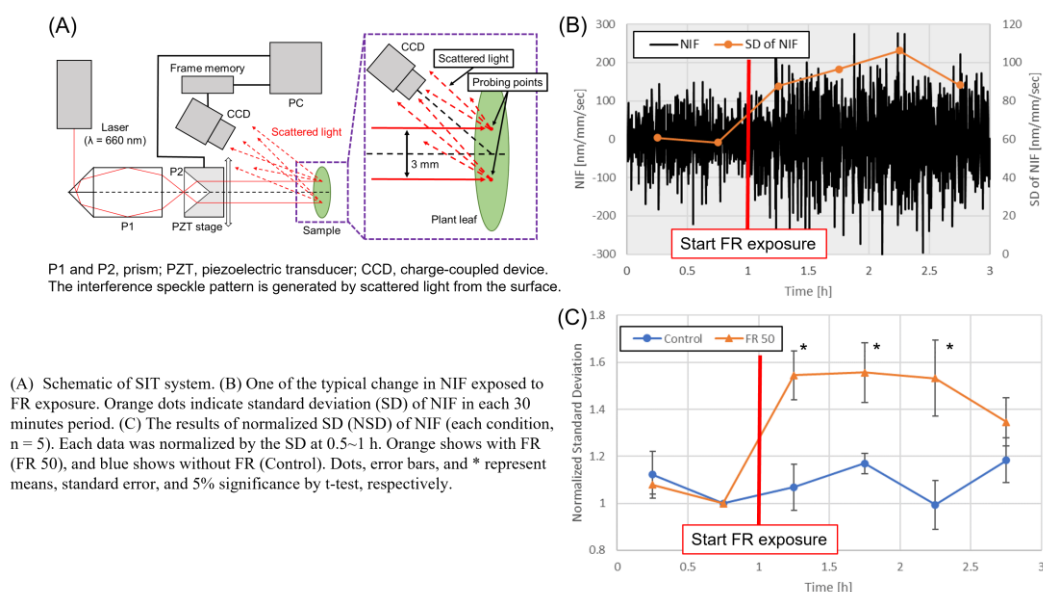 (A)
CCD
Scattered light
Frame memory
Probing points
PC
CCD
Laser
(λ = 660 nm)
Scattered light
3 mm
P2
P1
PZT stage
Sample
Plant leaf
P1 and P2, prism; PZT, piezoelectric transducer; CCD, charge-coupled device.
The interference speckle pattern is generated by scattered light from the surface.
(B)
NIF
SD of NIF
300
200
100
0
-100
-200
-300
NIF [nm/mm/sec]
120
100
80
60
40
20
0
SD of NIF [nm/mm/sec]
Start FR exposure
0 0.5 1 1.5 2 2.5 3
Time [h]
(A) Schematic of SIT system. (B) One of the typical change in NIF exposed to
FR exposure. Orange dots indicate standard deviation (SD) of NIF in each 30
minutes period. (C) The results of normalized SD (NSD) of NIF (each condition,
n = 5). Each data was normalized by the SD at 0.5~1 h. Orange shows with FR
(FR 50), and blue shows without FR (Control). Dots, error bars, and * represent
means, standard error, and 5% significance by t-test, respectively.
(C)
Control
FR 50
1.8
1.6
1.4
1.2
1
0.8
Normalized Standard Deviation
* * *
Start FR exposure
0 0.5 1 1.5 2 2.5 3
Time [h]